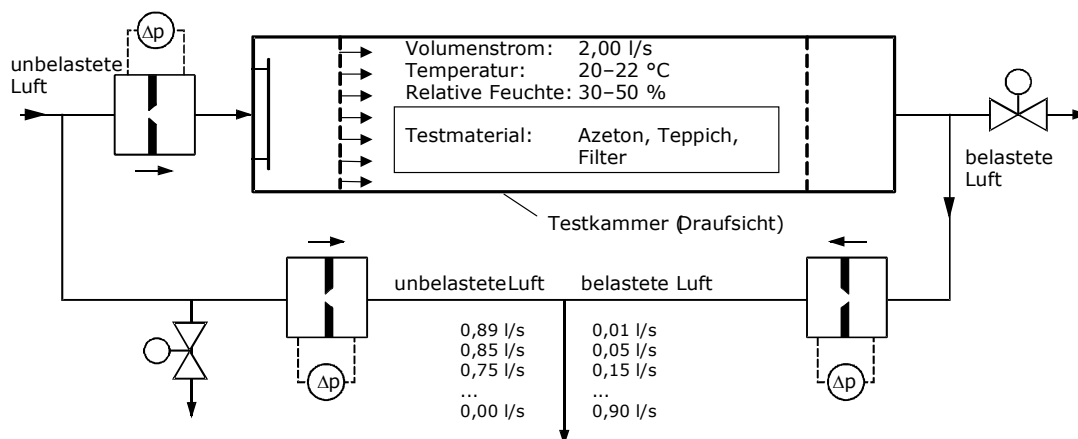 Δp
unbelastete
Luft
Volumenstrom: 2,00 l/s
Temperatur: 20–22 °C
Relative Feuchte: 30–50 %
Testmaterial: Azeton, Teppich,
Filter
belastete
Luft
Testkammer (Draufsicht)
unbelastete Luft belastete Luft
0,89 l/s 0,01 l/s
0,85 l/s 0,05 l/s
0,75 l/s 0,15 l/s
... ...
0,00 l/s 0,90 l/s
Δp Δp